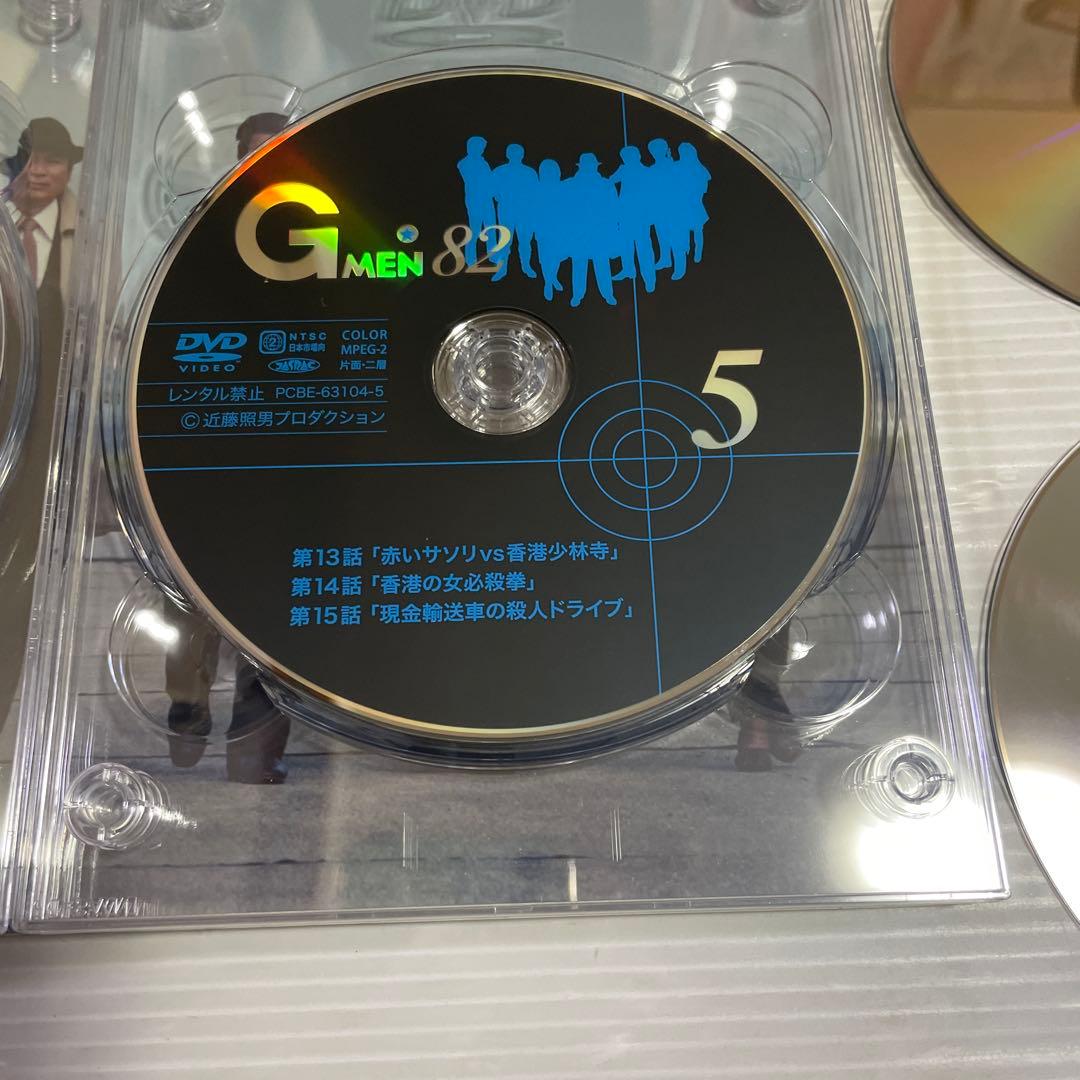 DVD
G MEN '82
DVD
VIDEO
2
NTSC
日本市場向
COLOR
MPEG-2
JASRAC
片面・二層
レンタル禁止 PCBE-63104-5
©近藤照男プロダクション
5
第13話「赤いサソリvs香港少林寺」
第14話「香港の女必殺拳」
第15話「現金輸送車の殺人ドライブ」